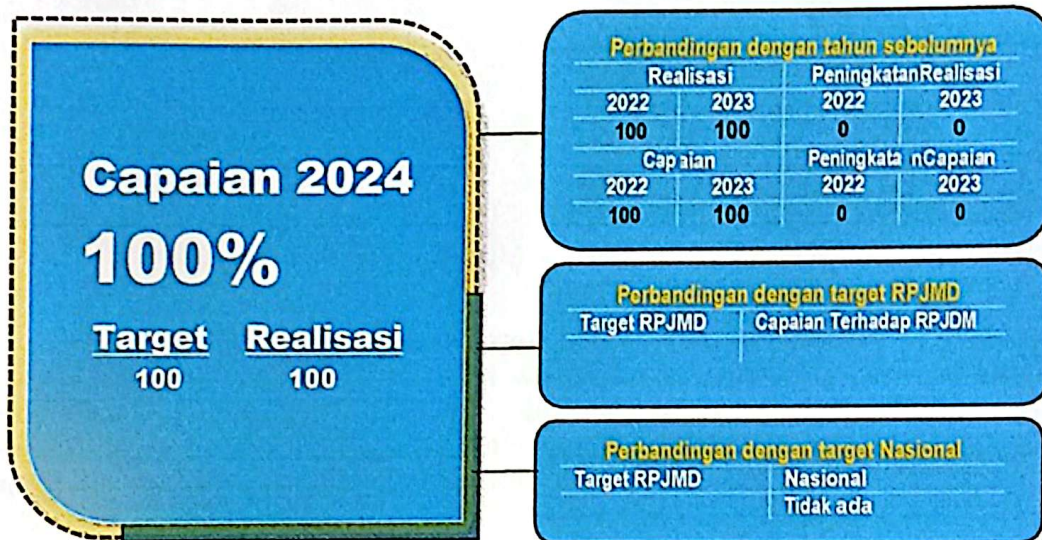 Capaian 2024
100%
Target Realisasi
100 100
Perbandingan dengan tahun sebelumnya
Realisasi PeningkatanRealisasi
2022 2023 2022 2023
100 100 0 0
Capaian Peningkata nCapaian
2022 2023 2022 2023
100 100 0 0
Perbandingan dengan target RPJMD
Target RPJMD Capaian Terhadap RPJDM
Perbandingan dengan target Nasional
Target RPJMD Nasional
Tidak ada